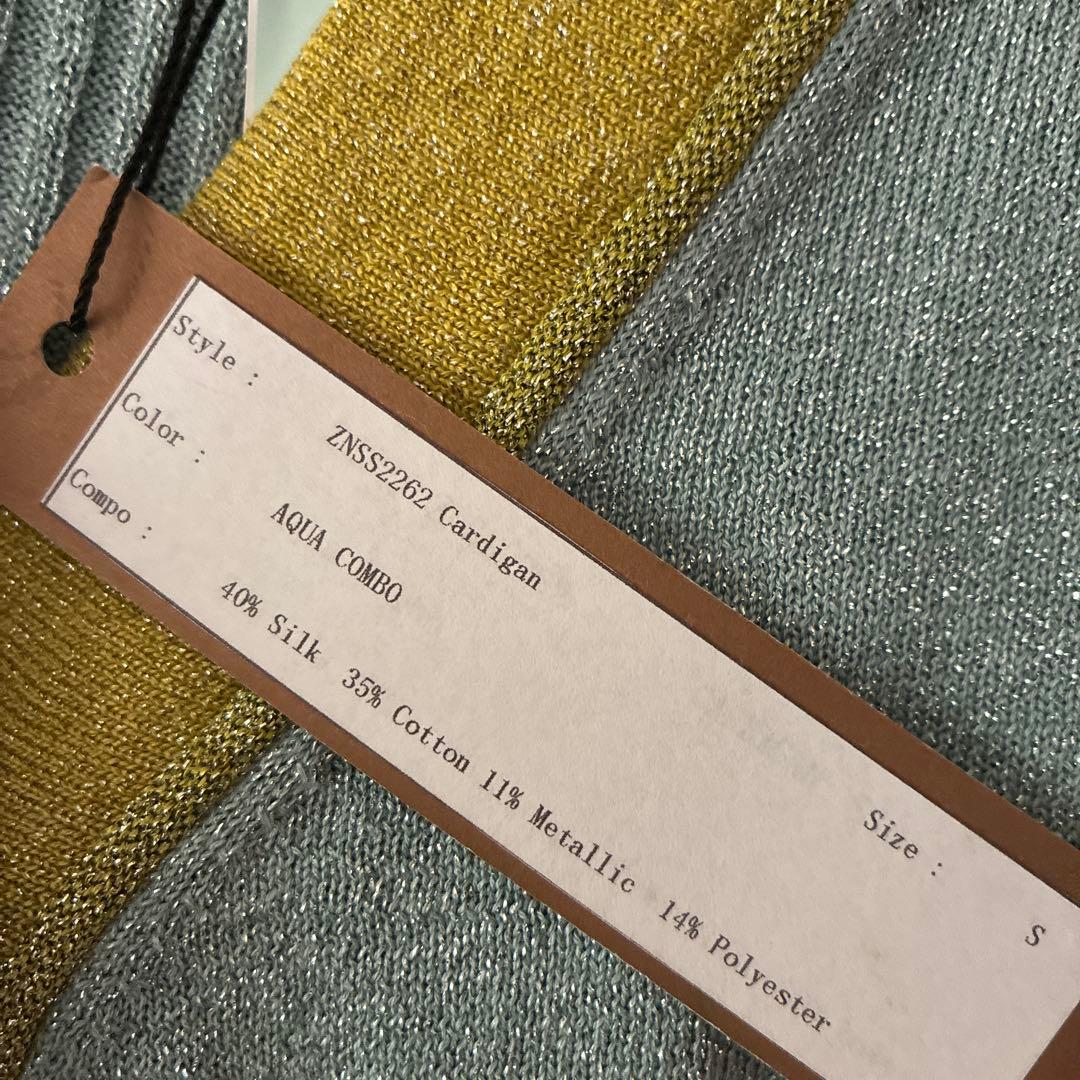 Style : ZNSS2262 Cardigan
Color : AQUA COMBO Size : S
Compo : 40% Silk 35% Cotton 11% Metallic 14% Polyester